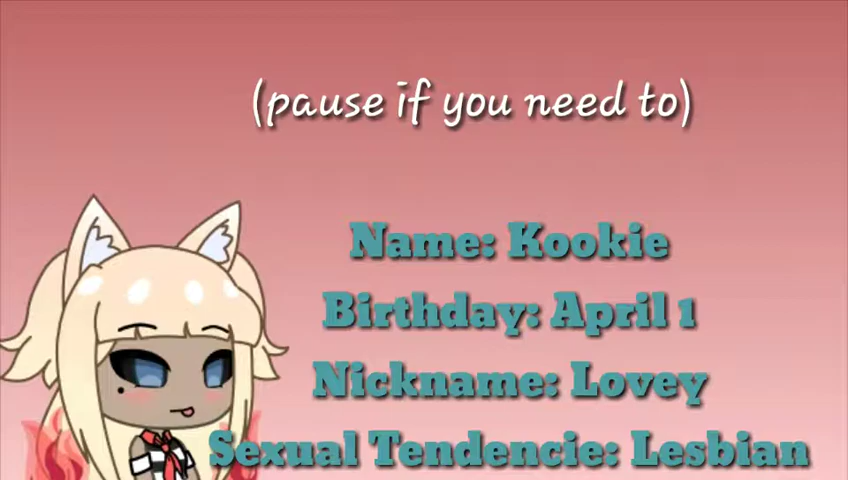 (pause if you need to)
Name: Kookie
Birthday: April 1
Nickname: Lovey
Sexual Tendencie: Lesbian